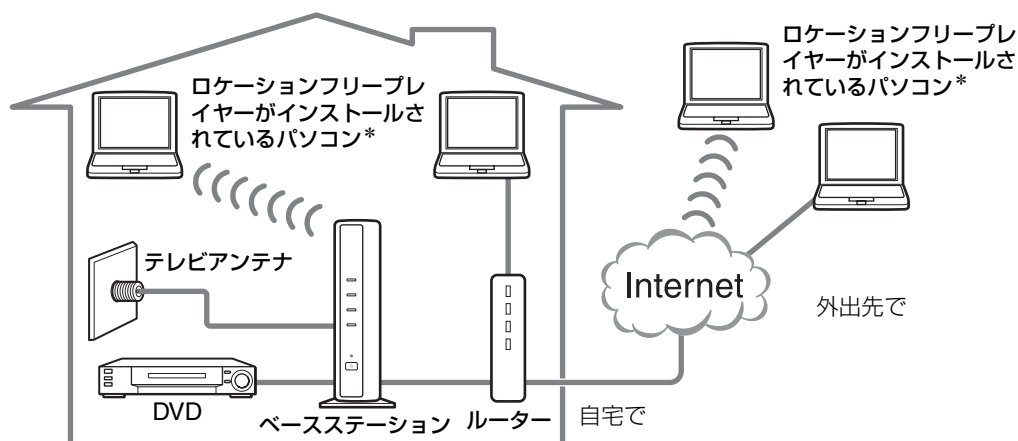 ロケーションフリープレ
イヤーがインストールさ
れているパソコン*
ロケーションフリープレ
イヤーがインストールさ
れているパソコン*
テレビアンテナ
Internet
外出先で
DVD
ベースステーション
ルーター
自宅で